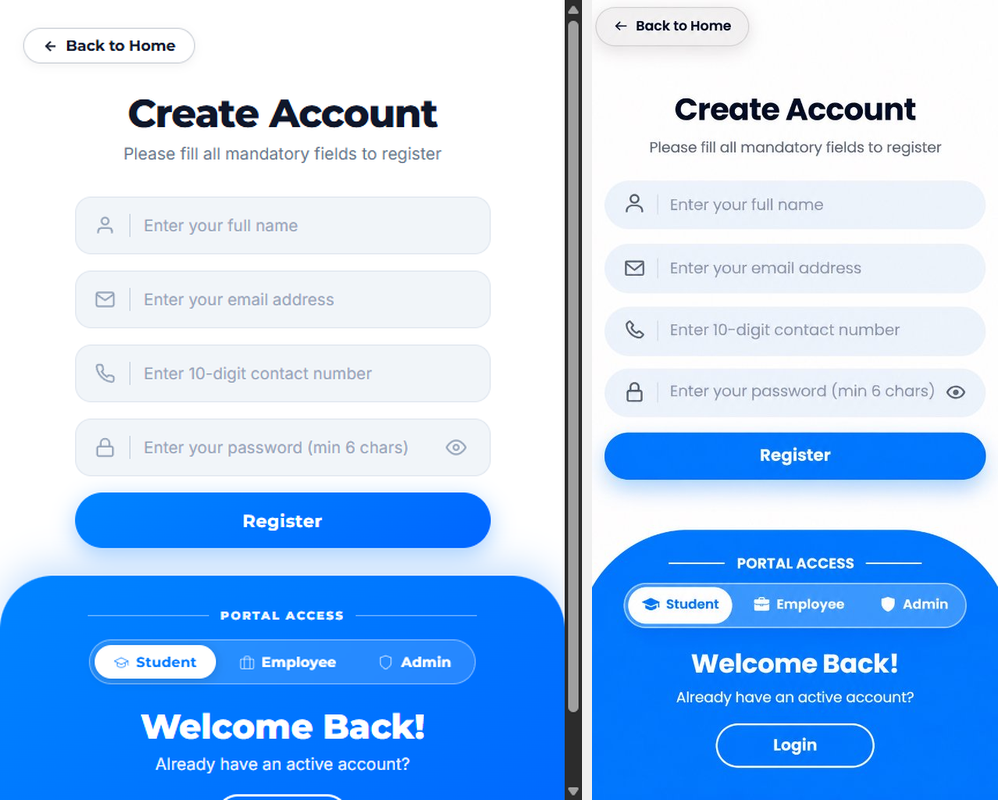 Back to Home
Create Account
Please fill all mandatory fields to register
Enter your full name
Enter your email address
Enter 10-digit contact number
Enter your password (min 6 chars)
Register
PORTAL ACCESS
Student Employee Admin
Welcome Back!
Already have an active account?
Back to Home
Create Account
Please fill all mandatory fields to register
Enter your full name
Enter your email address
Enter 10-digit contact number
Enter your password (min 6 chars)
Register
PORTAL ACCESS
Student Employee Admin
Welcome Back!
Already have an active account?
Login